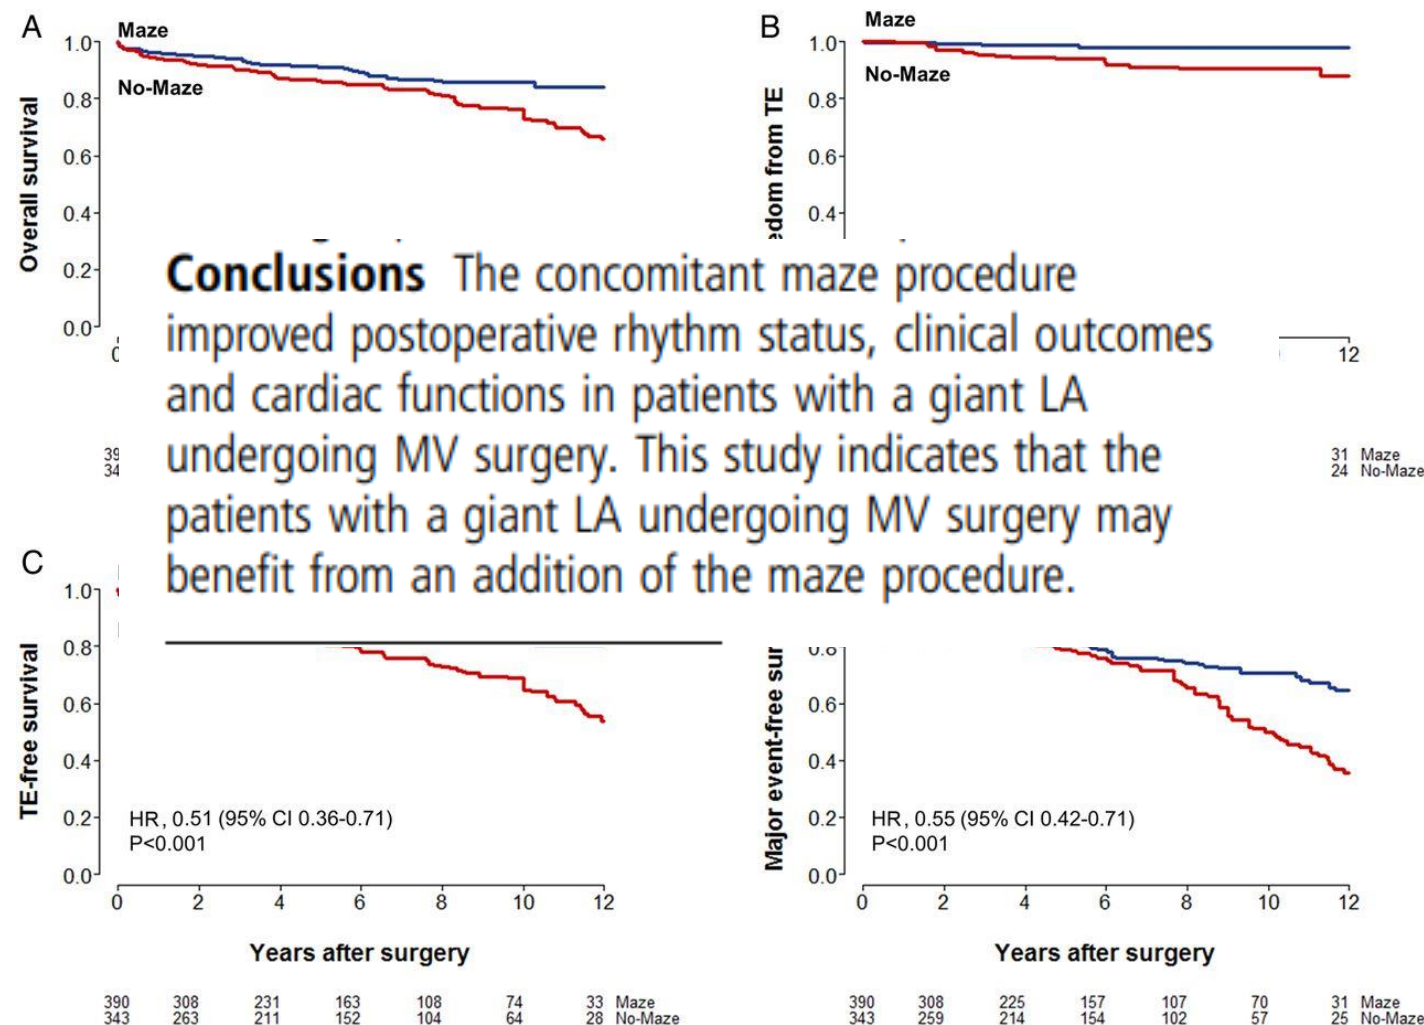 A
Maze
1.0
No-Maze
0.8
0.6
0.4
0.2
0.0
Overall survival
B
Maze
1.0
No-Maze
0.8
0.6
0.4
12
Conclusions The concomitant maze procedure
improved postoperative rhythm status, clinical outcomes
and cardiac functions in patients with a giant LA
undergoing MV surgery. This study indicates that the
patients with a giant LA undergoing MV surgery may
benefit from an addition of the maze procedure.
31 Maze
24 No-Maze
C
1.0
0.8
0.6
0.4
0.2
0.0
TE-free survival
HR, 0.51 (95% CI 0.36-0.71)
P<0.001
0 2 4 6 8 10 12
Years after surgery
390 308 231 163 108 74 33 Maze
343 263 211 152 104 64 28 No-Maze
0.8
0.6
0.4
0.2
0.0
Major event-free
HR, 0.55 (95% CI 0.42-0.71)
P<0.001
0 2 4 6 8 10 12
Years after surgery
390 308 225 157 107 70 31 Maze
343 259 214 154 102 57 25 No-Maze